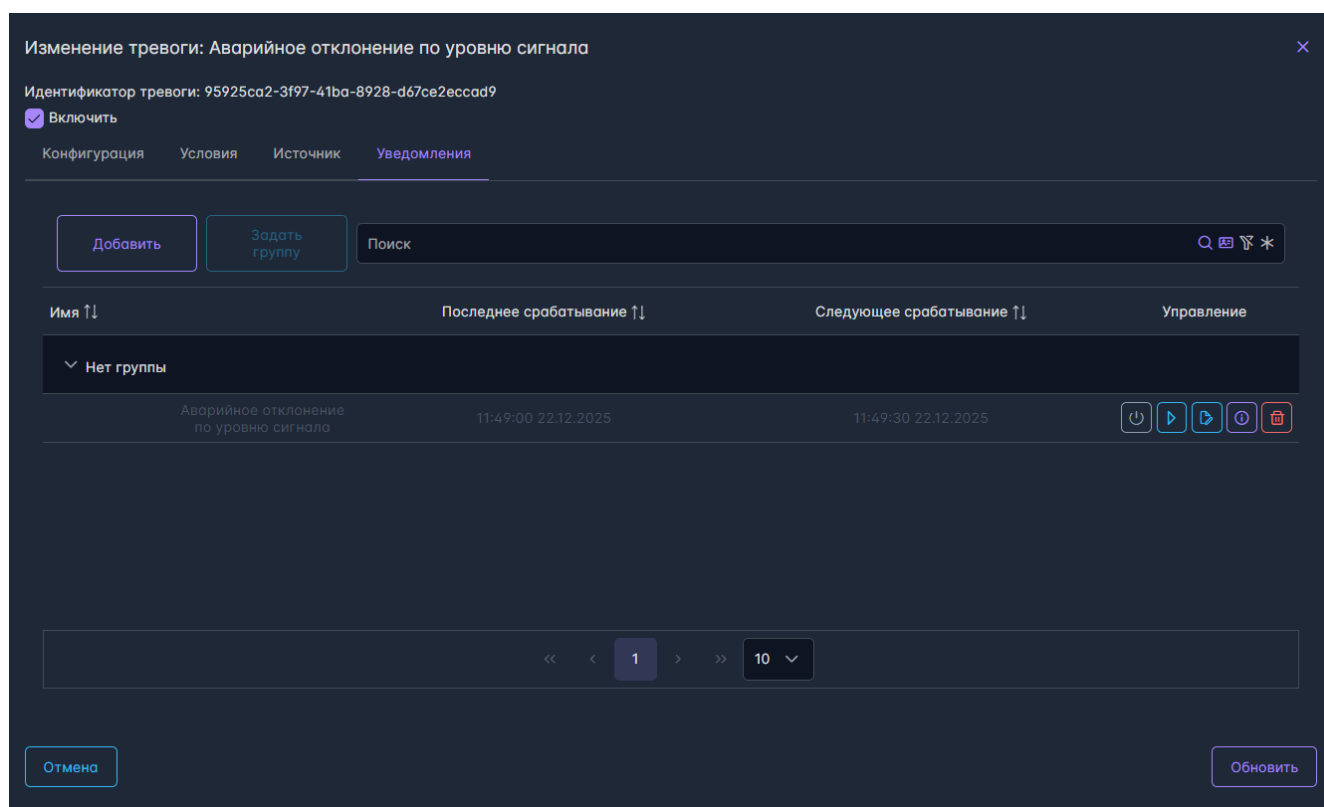 Изменение тревоги: Аварийное отклонение по уровню сигнала
Идентификатор тревоги: 95925ca2-3f97-41ba-8928-d67ce2eccad9
Включить
Конфигурация Условия Источник Уведомления
Добавить
Задать
группу
Поиск
Имя Последнее срабатывание Следующее срабатывание Управление
Нет группы
Аварийное отклонение
по уровню сигнала
11:49:00 22.12.2025 11:49:30 22.12.2025
1 10
Отмена Обновить